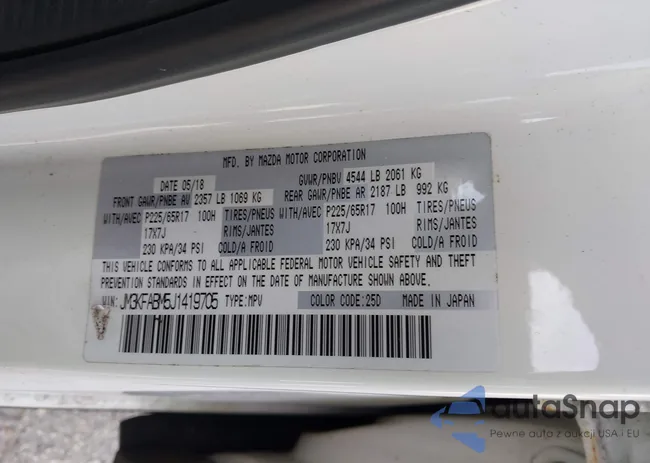 MFD. BY MAZDA MOTOR CORPORATION
DATE 05/18 GVWR/PNBV 4544 LB 2061 KG
FRONT GAWR/PNBE AV 2357 LB 1069 KG REAR GAWR/PNBE AR 2187 LB 992 KG
WITH/AVEC P225/65R17 100H TIRES/PNEUS WITH/AVEC P225/65R17 100H TIRES/PNEUS
17X7J RIMS/JANTES 17X7J RIMS/JANTES
230 KPA/34 PSI COLD/A FROID 230 KPA/34 PSI COLD/A FROID
THIS VEHICLE CONFORMS TO ALL APPLICABLE FEDERAL MOTOR VEHICLE SAFETY AND THEFT
PREVENTION STANDARDS IN EFFECT ON THE DATE OF MANUFACTURE SHOWN ABOVE.
VIN: JM3KFABM5J1419705 TYPE:MPV COLOR CODE:25D MADE IN JAPAN
autoSnap
Pewne auta z aukcji USA i EU